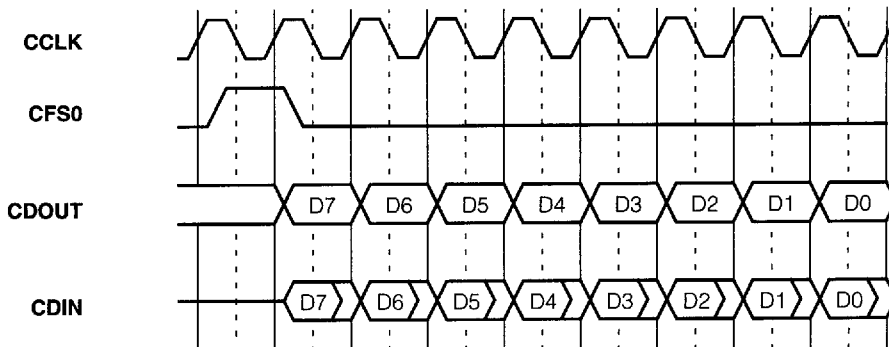 CCLK
CFS0
CDOUT D7 D6 D5 D4 D3 D2 D1 D0
CDIN D7 D6 D5 D4 D3 D2 D1 D0